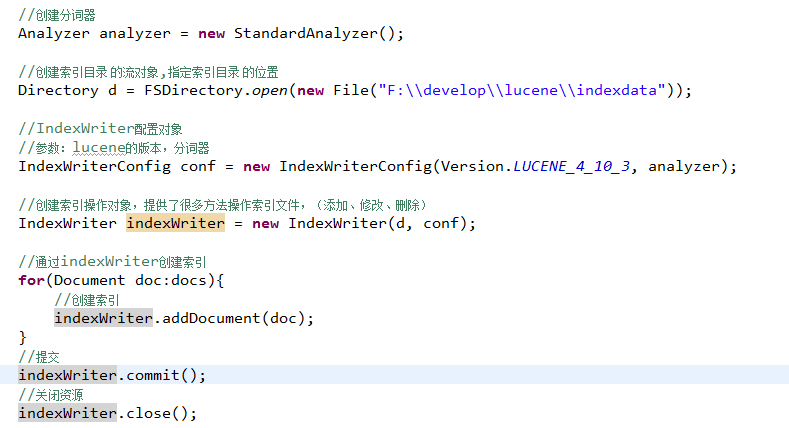 //创建分词器
Analyzer analyzer = new StandardAnalyzer();
//创建索引目录的流对象,指定索引目录的位置
Directory d = FSDirectory.open(new File("F:\\develop\\lucene\\indexdata"));
//IndexWriter配置对象
//参数：lucene的版本，分词器
IndexWriterConfig conf = new IndexWriterConfig(Version.LUCENE_4_10_3, analyzer);
//创建索引操作对象，提供了很多方法操作索引文件，（添加、修改、删除）
IndexWriter indexWriter = new IndexWriter(d, conf);
//通过indexWriter创建索引
for(Document doc:docs){
//创建索引
indexWriter.addDocument(doc);
}
//提交
indexWriter.commit();
//关闭资源
indexWriter.close();